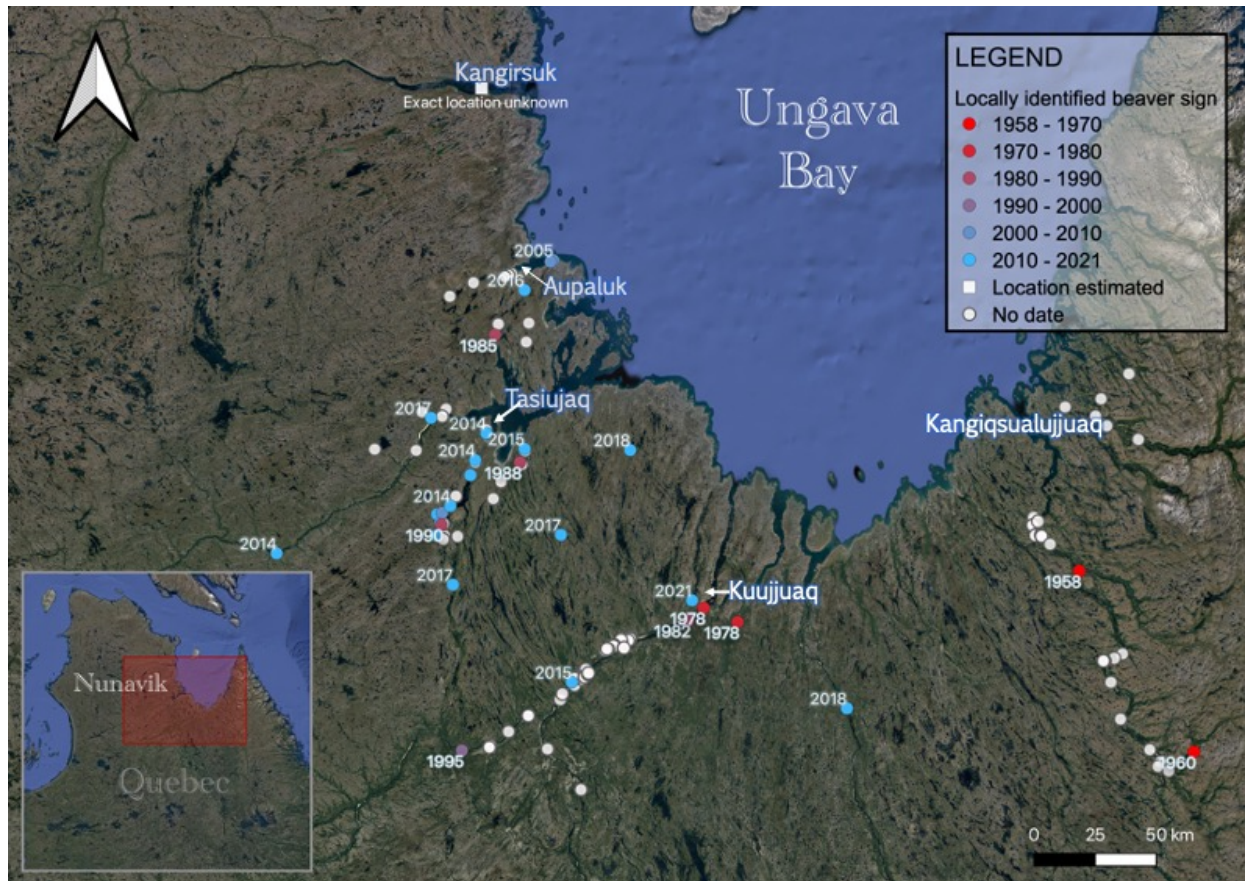 Kangirsuk
Exact location unknown
Ungava
Bay
LEGEND
Locally identified beaver sign
1958 - 1970
1970 - 1980
1980 - 1990
1990 - 2000
2000 - 2010
2010 - 2021
Location estimated
No date
2005
2016
Aupaluk
1985
Tasiujaq
2017
2014
2015
2014
1988
2018
Kangiqsualujjuaq
2014
1990
2017
2014
2017
1958
2021
Kuujjuaq
1978
1982
1978
2015
2018
1995
1960
Nunavik
Quebec
0 25 50 km